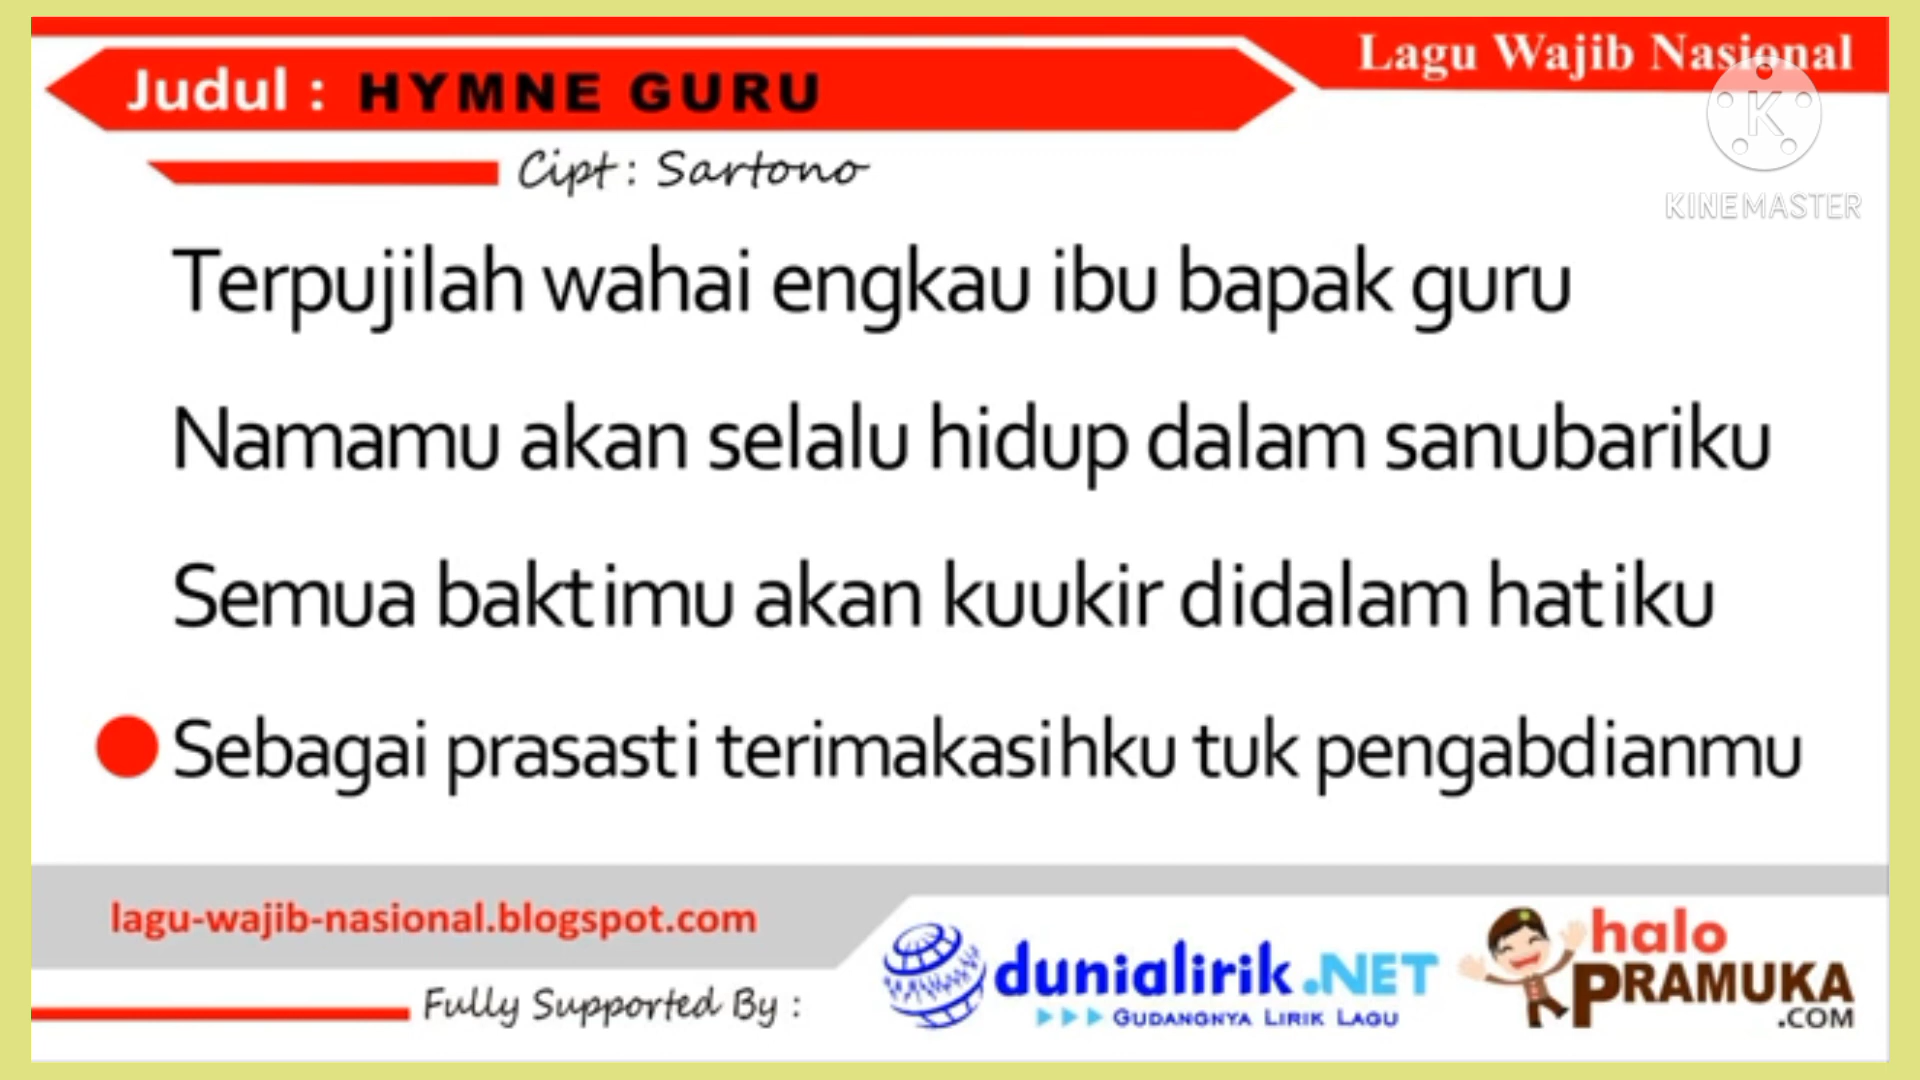 Lagu Wajib Nasional
Judul : HYMNE GURU
Cipt : Sartono
KINEMASTER
Terpujilah wahai engkau ibu bapak guru
Namamu akan selalu hidup dalam sanubariku
Semua baktimu akan kuukir didalam hatiku
Sebagai prasasti terimakasihku tuk pengabdianmu
lagu-wajib-nasional.blogspot.com
Fully Supported By :
dunialirik.NET
GUDANGNYA LIRIK LAGU
halo
PRAMUKA
.COM